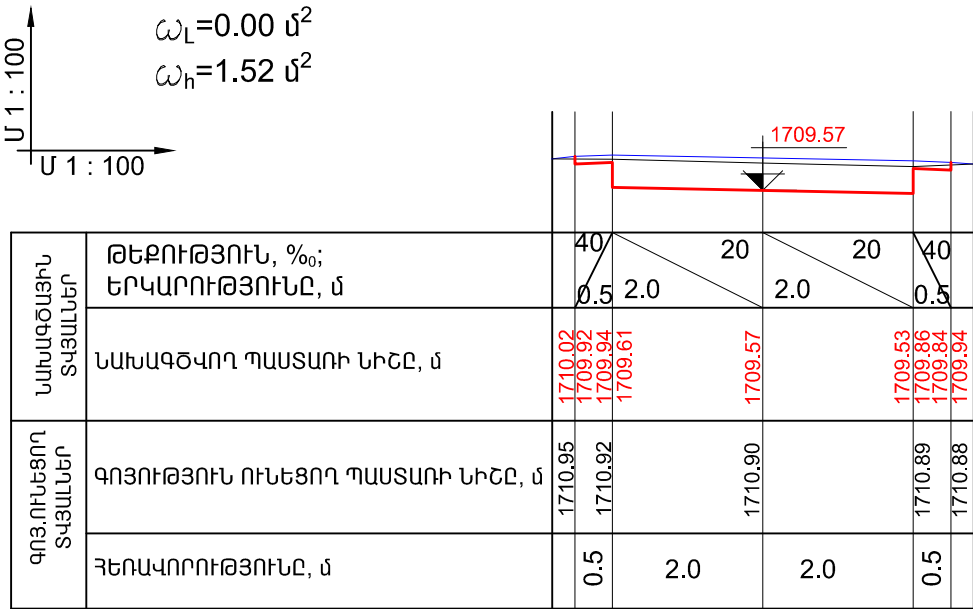 ω_L=0.00 մ²
ω_h=1.52 մ²
Մ 1 : 100
Մ 1 : 100
1709.57
ՆԱԽԱԳԾԱՅԻՆ
ՏՎՅԱԼՆԵՐ
ԹԵՔՈՒԹՅՈՒՆ, ‰;
ԵՐԿԱՐՈՒԹՅՈՒՆԸ, մ
40 20 20 40
0.5 2.0 2.0 0.5
ՆԱԽԱԳԾՎՈՂ ՊԱՍՏԱՌԻ ՆԻՇԸ, մ
1710.02 1709.92 1709.94 1709.61 1709.57 1709.53 1709.86 1709.84 1709.94
ԳՈՅ.ՈՒՆԵՑՈՂ
ՏՎՅԱԼՆԵՐ
ԳՈՅՈՒԹՅՈՒՆ ՈՒՆԵՑՈՂ ՊԱՍՏԱՌԻ ՆԻՇԸ, մ
1710.95 1710.92 1710.90 1710.89 1710.88
ՀԵՌԱՎՈՐՈՒԹՅՈՒՆԸ, մ
0.5 2.0 2.0 0.5